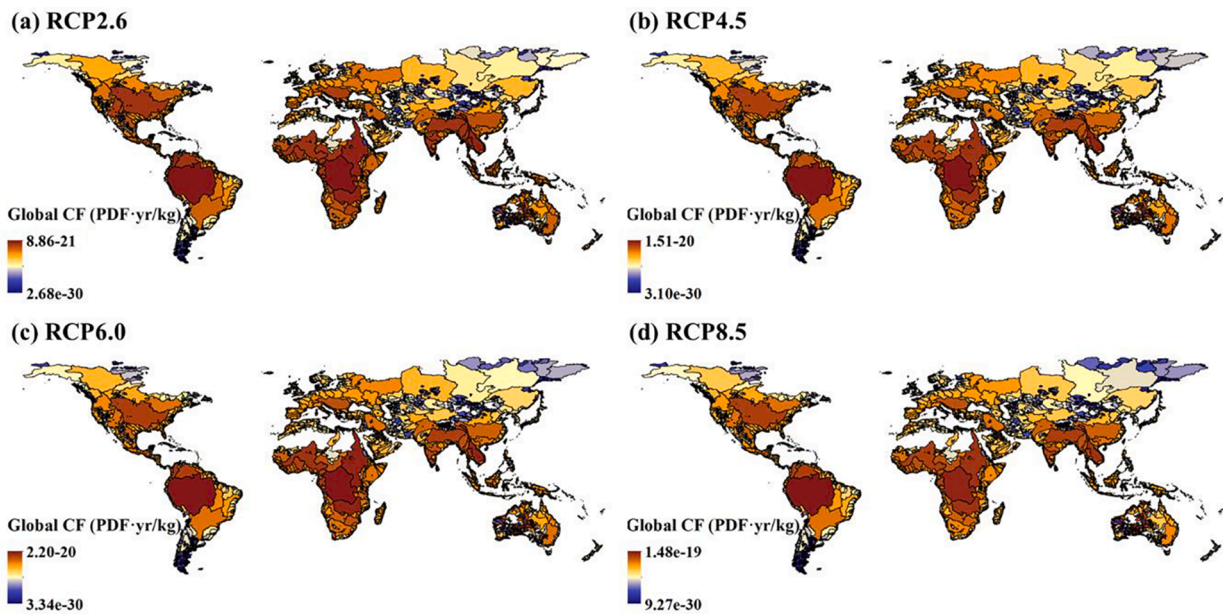 (a) RCP2.6
Global CF (PDF·yr/kg)
8.86-21
2.68e-30
(b) RCP4.5
Global CF (PDF·yr/kg)
1.51-20
3.10e-30
(c) RCP6.0
Global CF (PDF·yr/kg)
2.20-20
3.34e-30
(d) RCP8.5
Global CF (PDF·yr/kg)
1.48e-19
9.27e-30